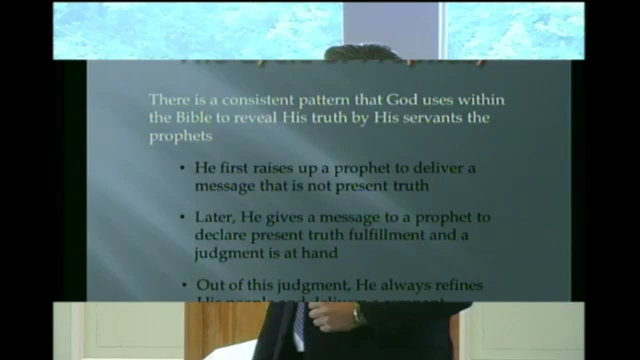 There is a consistent pattern that God uses within
the Bible to reveal His truth by His servants the
prophets
• He first raises up a prophet to deliver a
message that is not present truth
• Later, He gives a message to a prophet to
declare present truth fulfillment and a
judgment is at hand
• Out of this judgment, He always refines